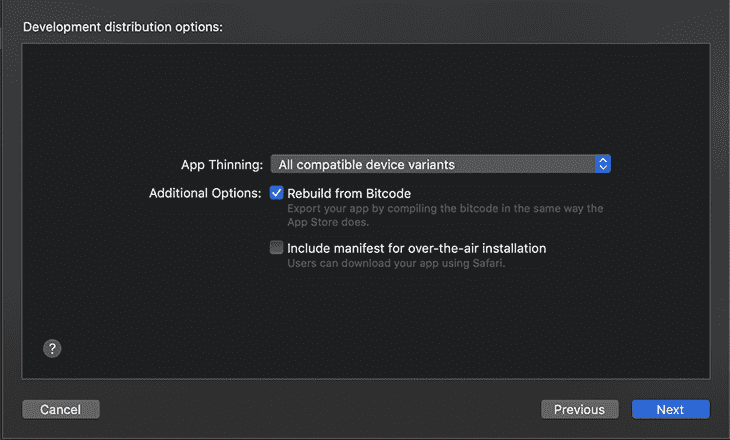 Development distribution options:
App Thinning: All compatible device variants
Additional Options: Rebuild from Bitcode
Export your app by compiling the bitcode in the same way the
App Store does.
Include manifest for over-the-air installation
Users can download your app using Safari.
?
Cancel Previous Next